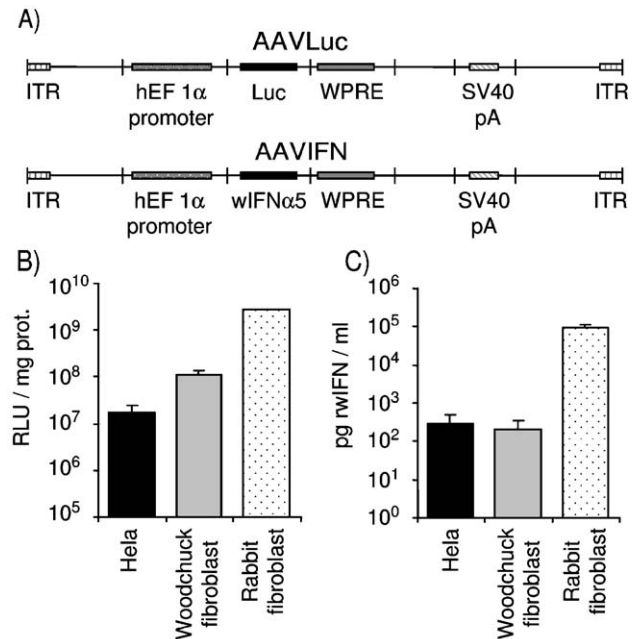 A)
AAVLuc
ITR hEF 1α promoter Luc WPRE SV40 pA ITR
AAVIFN
ITR hEF 1α promoter wIFNα5 WPRE SV40 pA ITR
B)
RLU / mg prot.
10^10
10^9
10^8
10^7
10^6
10^5
Hela
Woodchuck fibroblast
Rabbit fibroblast
C)
pg rwIFN / ml
10^6
10^5
10^4
10^3
10^2
10^1
10^0
Hela
Woodchuck fibroblast
Rabbit fibroblast